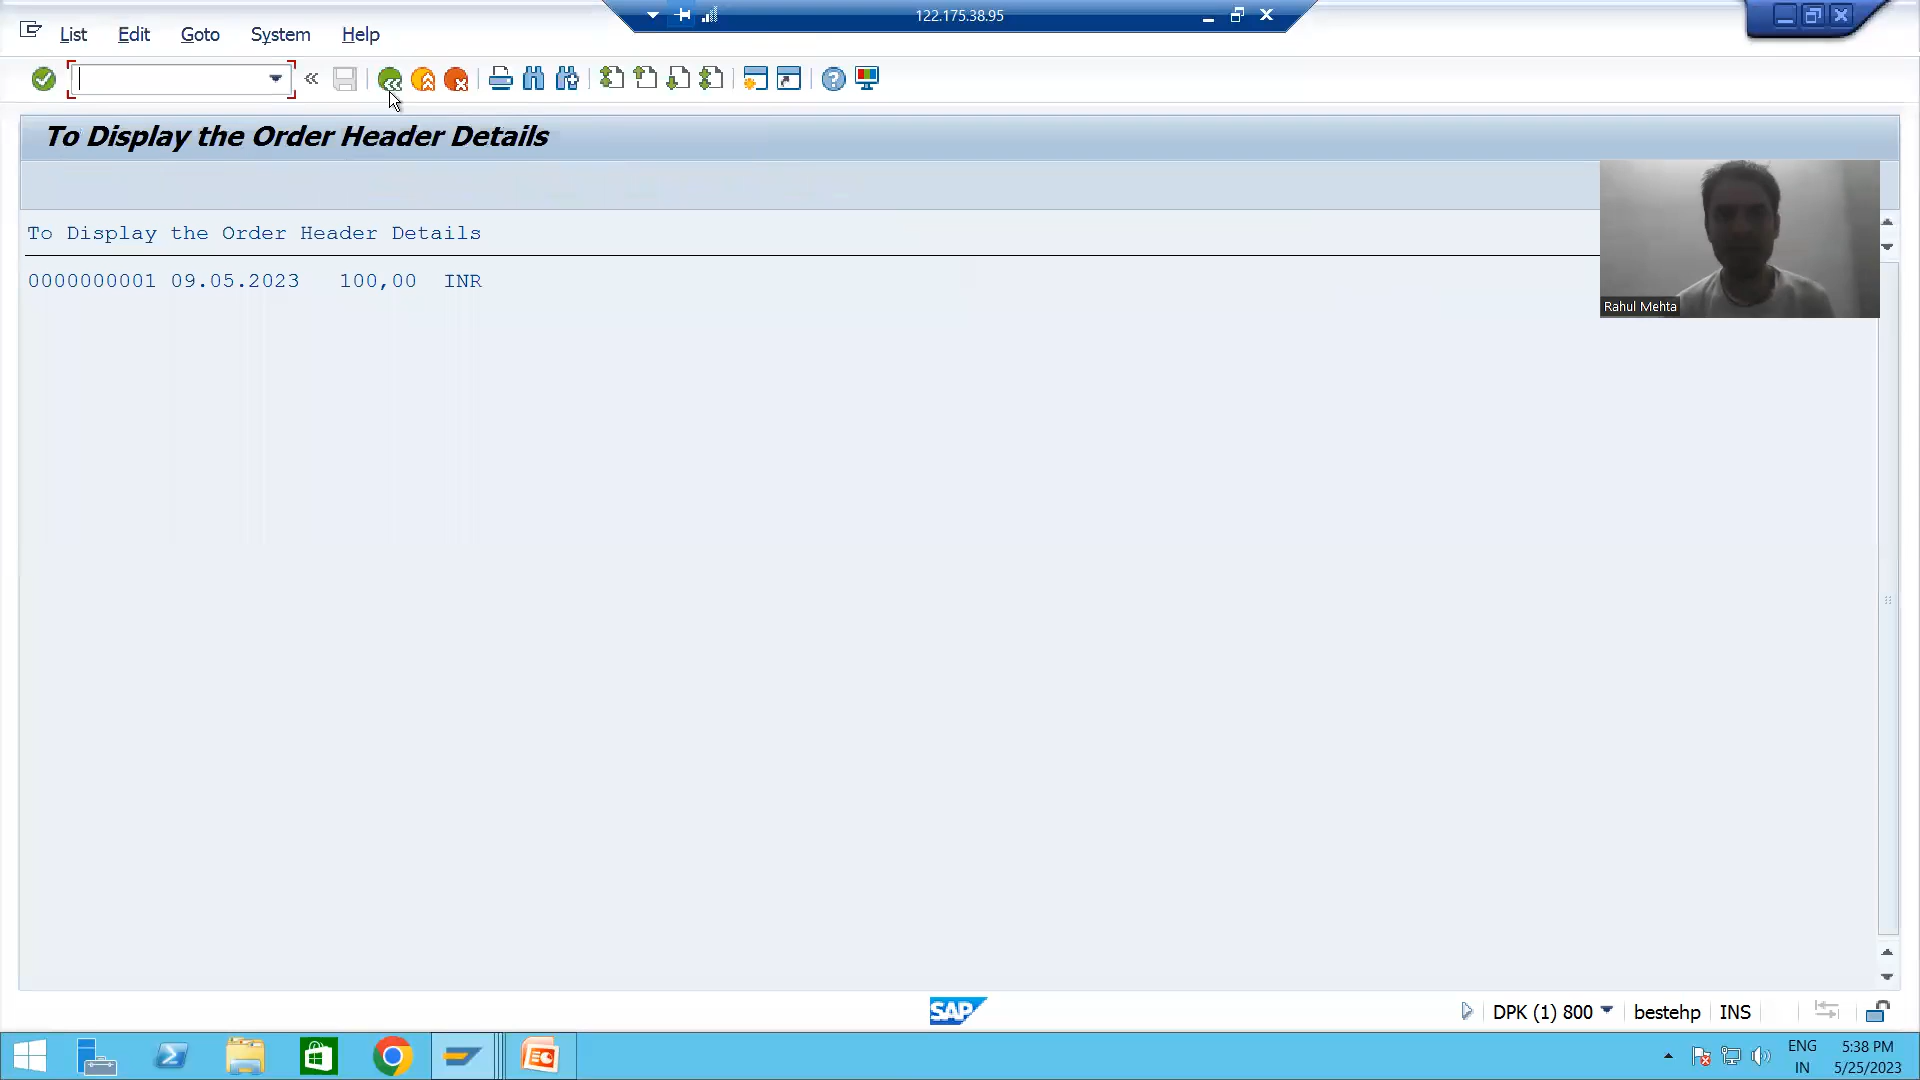 122.175.38.95
List Edit Goto System Help
To Display the Order Header Details
To Display the Order Header Details
0000000001 09.05.2023 100,00 INR
Rahul Mehta
SAP
DPK (1) 800 bestehp INS
ENG 5:38 PM
IN 5/25/2023